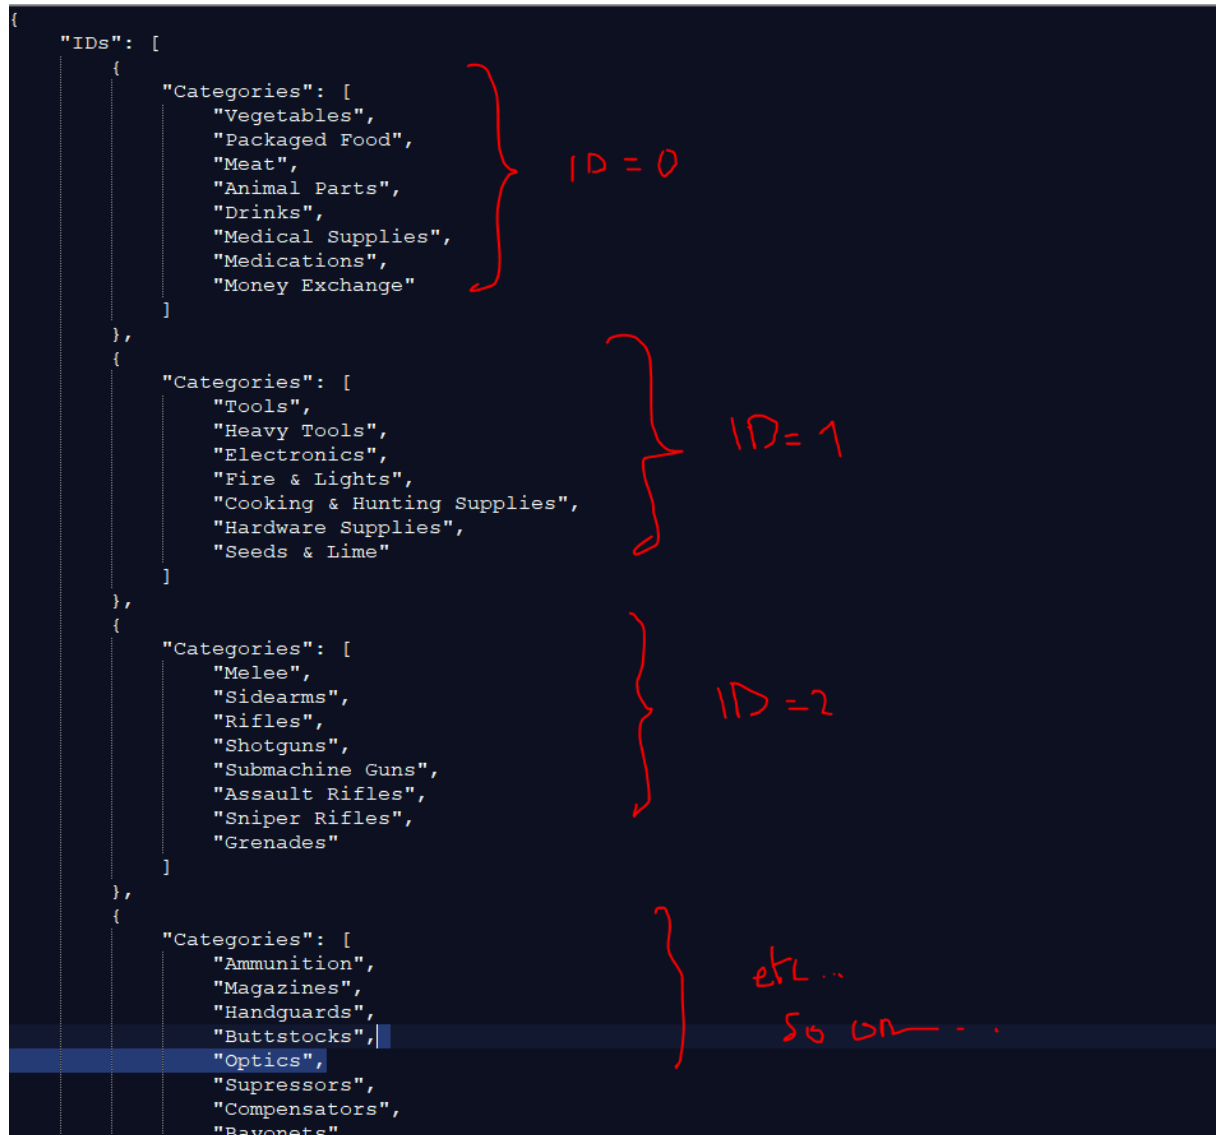 {
"IDs": [
{
"Categories": [
"Vegetables",
"Packaged Food",
"Meat",
"Animal Parts",
"Drinks",
"Medical Supplies",
"Medications",
"Money Exchange"
]
},
ID = 0
{
"Categories": [
"Tools",
"Heavy Tools",
"Electronics",
"Fire & Lights",
"Cooking & Hunting Supplies",
"Hardware Supplies",
"Seeds & Lime"
]
},
ID = 1
{
"Categories": [
"Melee",
"Sidearms",
"Rifles",
"Shotguns",
"Submachine Guns",
"Assault Rifles",
"Sniper Rifles",
"Grenades"
]
},
ID = 2
{
"Categories": [
"Ammunition",
"Magazines",
"Handguards",
"Buttstocks",
"Optics",
"Supressors",
"Compensators",
"Bayonets"
etc...
so on---..